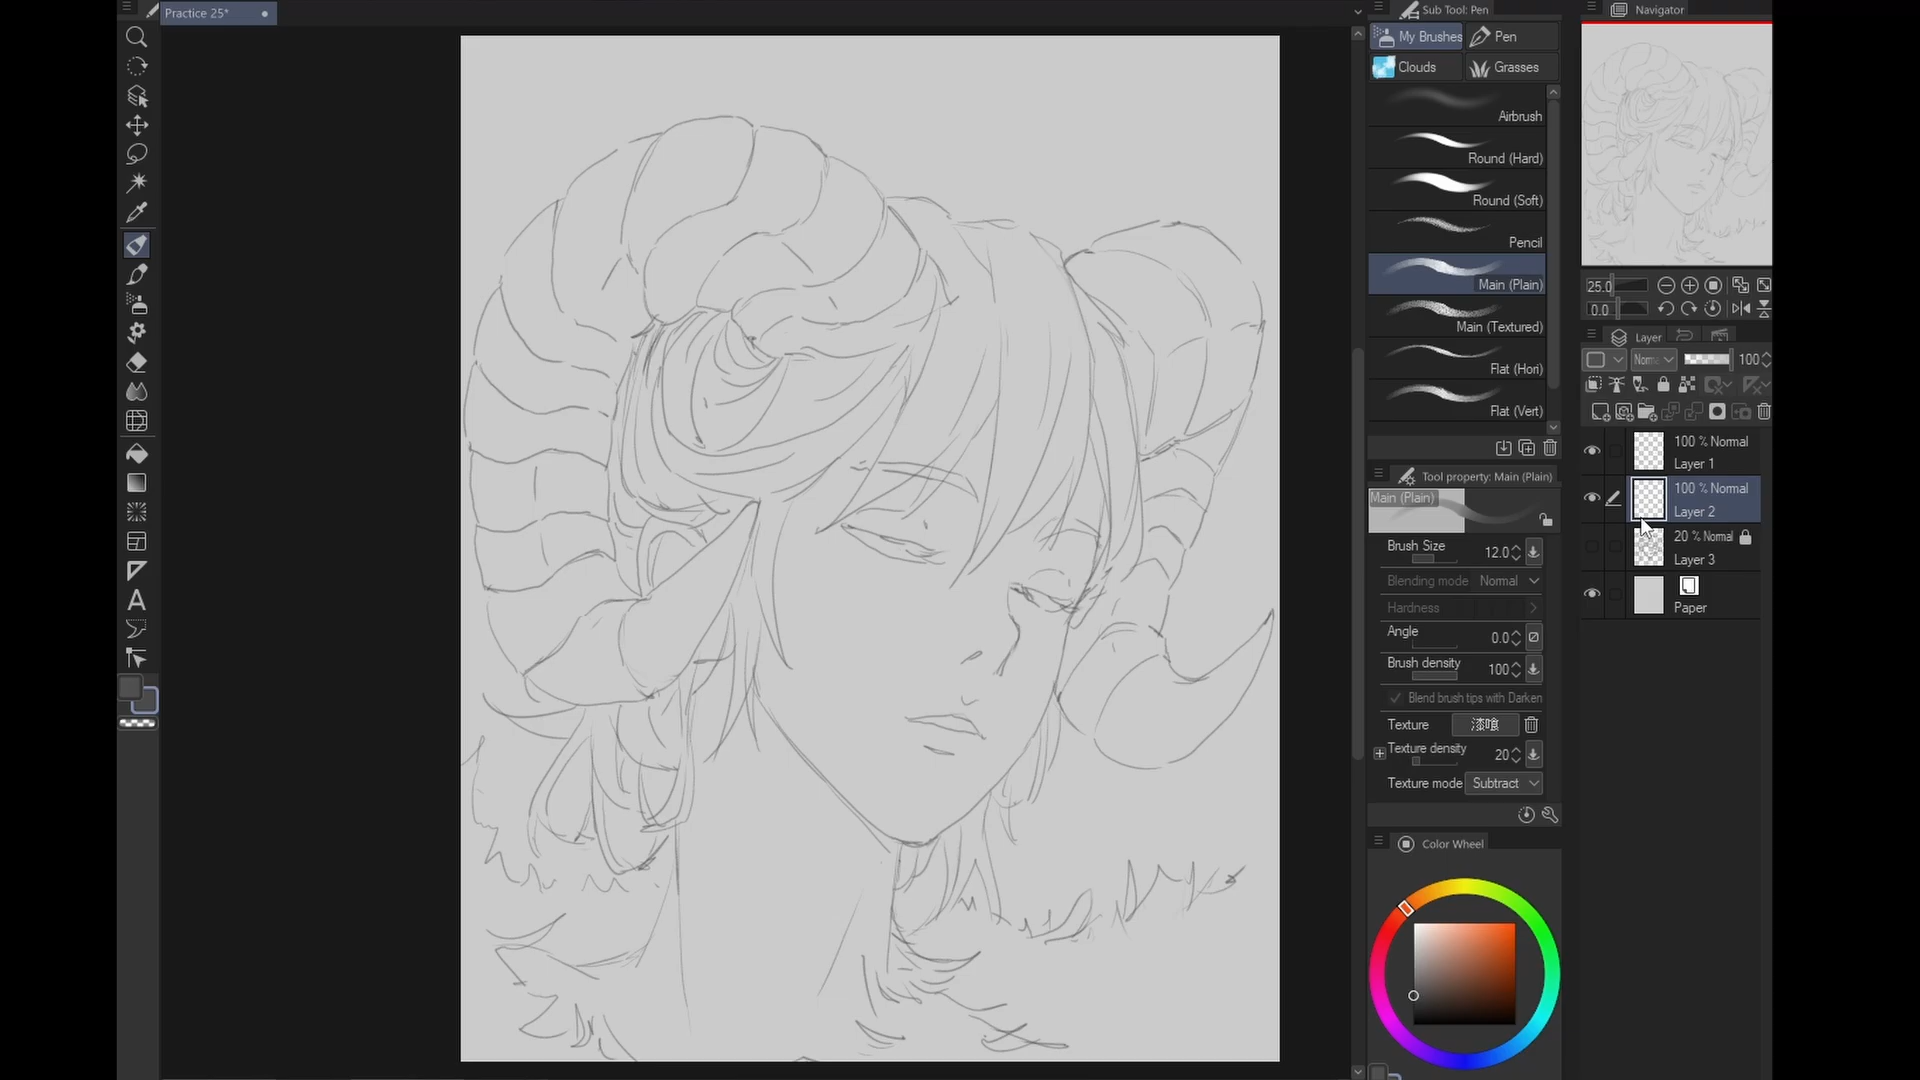 Practice 25*
Sub Tool: Pen
Navigator
My Brushes
Pen
Clouds
Grasses
Airbrush
Round (Hard)
Round (Soft)
Pencil
Main (Plain)
Main (Textured)
Flat (Hori)
Flat (Vert)
Tool property: Main (Plain)
Main (Plain)
Brush Size 12.0
Blending mode Normal
Hardness
Angle 0.0
Brush density 100
Blend brush tips with Darken
Texture 漆喰
Texture density 20
Texture mode Subtract
Color Wheel
25.0
0.0
Layer
100
100 % Normal
Layer 1
100 % Normal
Layer 2
20 % Normal
Layer 3
Paper